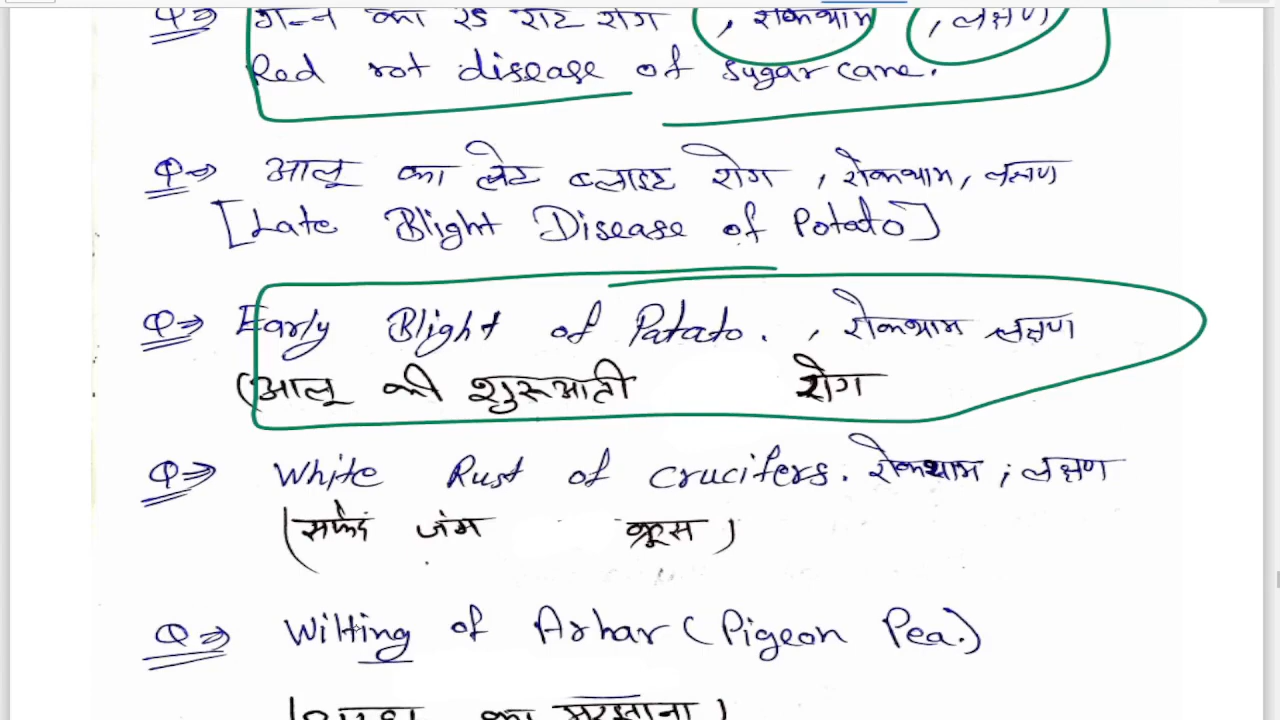 Q⇒ गन्ने का रेड राट रोग , रोकथाम , लक्षण
Red rot disease of sugar cane.
Q⇒ आलू का लेट ब्लाइट रोग , रोकथाम, लक्षण
[Late Blight Disease of Potato]
Q⇒ Early Blight of Patato. , रोकथाम लक्षण
(आलू की शुरूआती रोग
Q⇒ White Rust of crucifers. रोकथाम ; लक्षण
(सफेद जंग क्रूस)
Q⇒ Wilting of Arhar (Pigeon Pea.)
का मुरझाना)